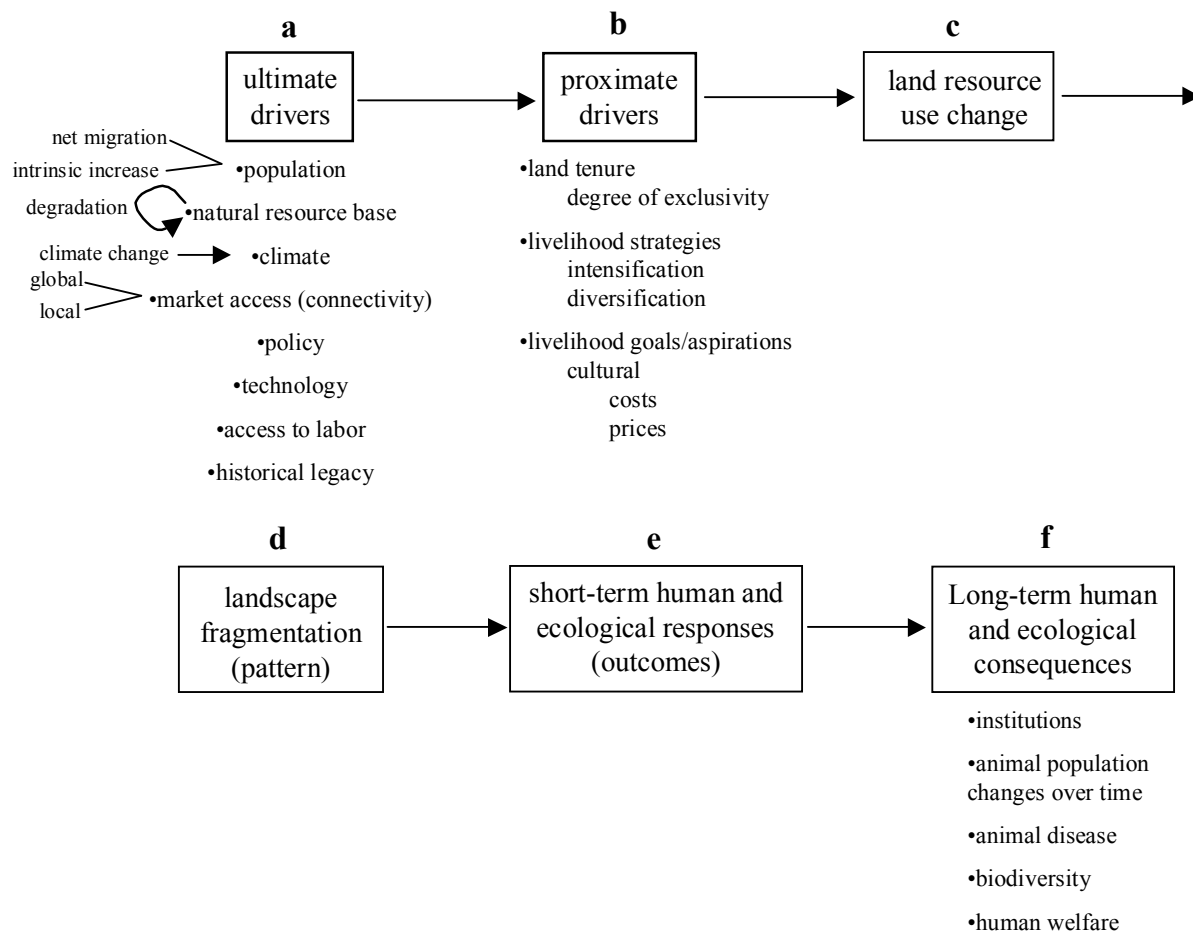 a
ultimate
drivers
net migration
intrinsic increase
•population
degradation
•natural resource base
climate change
•climate
global
local
•market access (connectivity)
•policy
•technology
•access to labor
•historical legacy
b
proximate
drivers
•land tenure
degree of exclusivity
•livelihood strategies
intensification
diversification
•livelihood goals/aspirations
cultural
costs
prices
c
land resource
use change
d
landscape
fragmentation
(pattern)
e
short-term human and
ecological responses
(outcomes)
f
Long-term human
and ecological
consequences
•institutions
•animal population
changes over time
•animal disease
•biodiversity
•human welfare